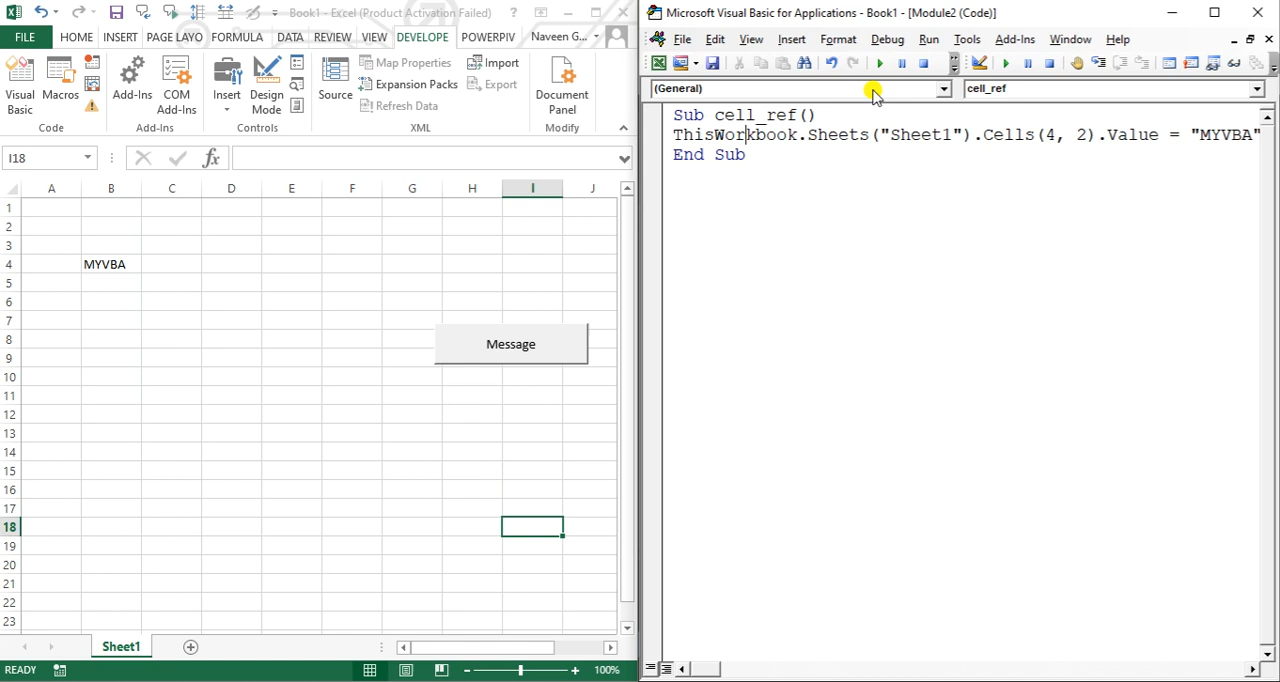 Book1 - Excel (Product Activation Failed)
FILE HOME INSERT PAGE LAYO FORMULA DATA REVIEW VIEW DEVELOPE POWERPIV Naveen G...
Visual Basic
Macros
Add-Ins
COM Add-Ins
Insert
Design Mode
Source
Map Properties
Expansion Packs
Refresh Data
Import
Export
Document Panel
Code Add-Ins Controls XML Modify
I18 fx
A B C D E F G H I J
1
2
3
4 MYVBA
5
6
7
8 Message
9
10
11
12
13
14
15
16
17
18
19
20
21
22
23
Sheet1
READY 100%
Microsoft Visual Basic for Applications - Book1 - [Module2 (Code)]
File Edit View Insert Format Debug Run Tools Add-Ins Window Help
(General) cell_ref
Sub cell_ref()
ThisWorkbook.Sheets("Sheet1").Cells(4, 2).Value = "MYVBA"
End Sub